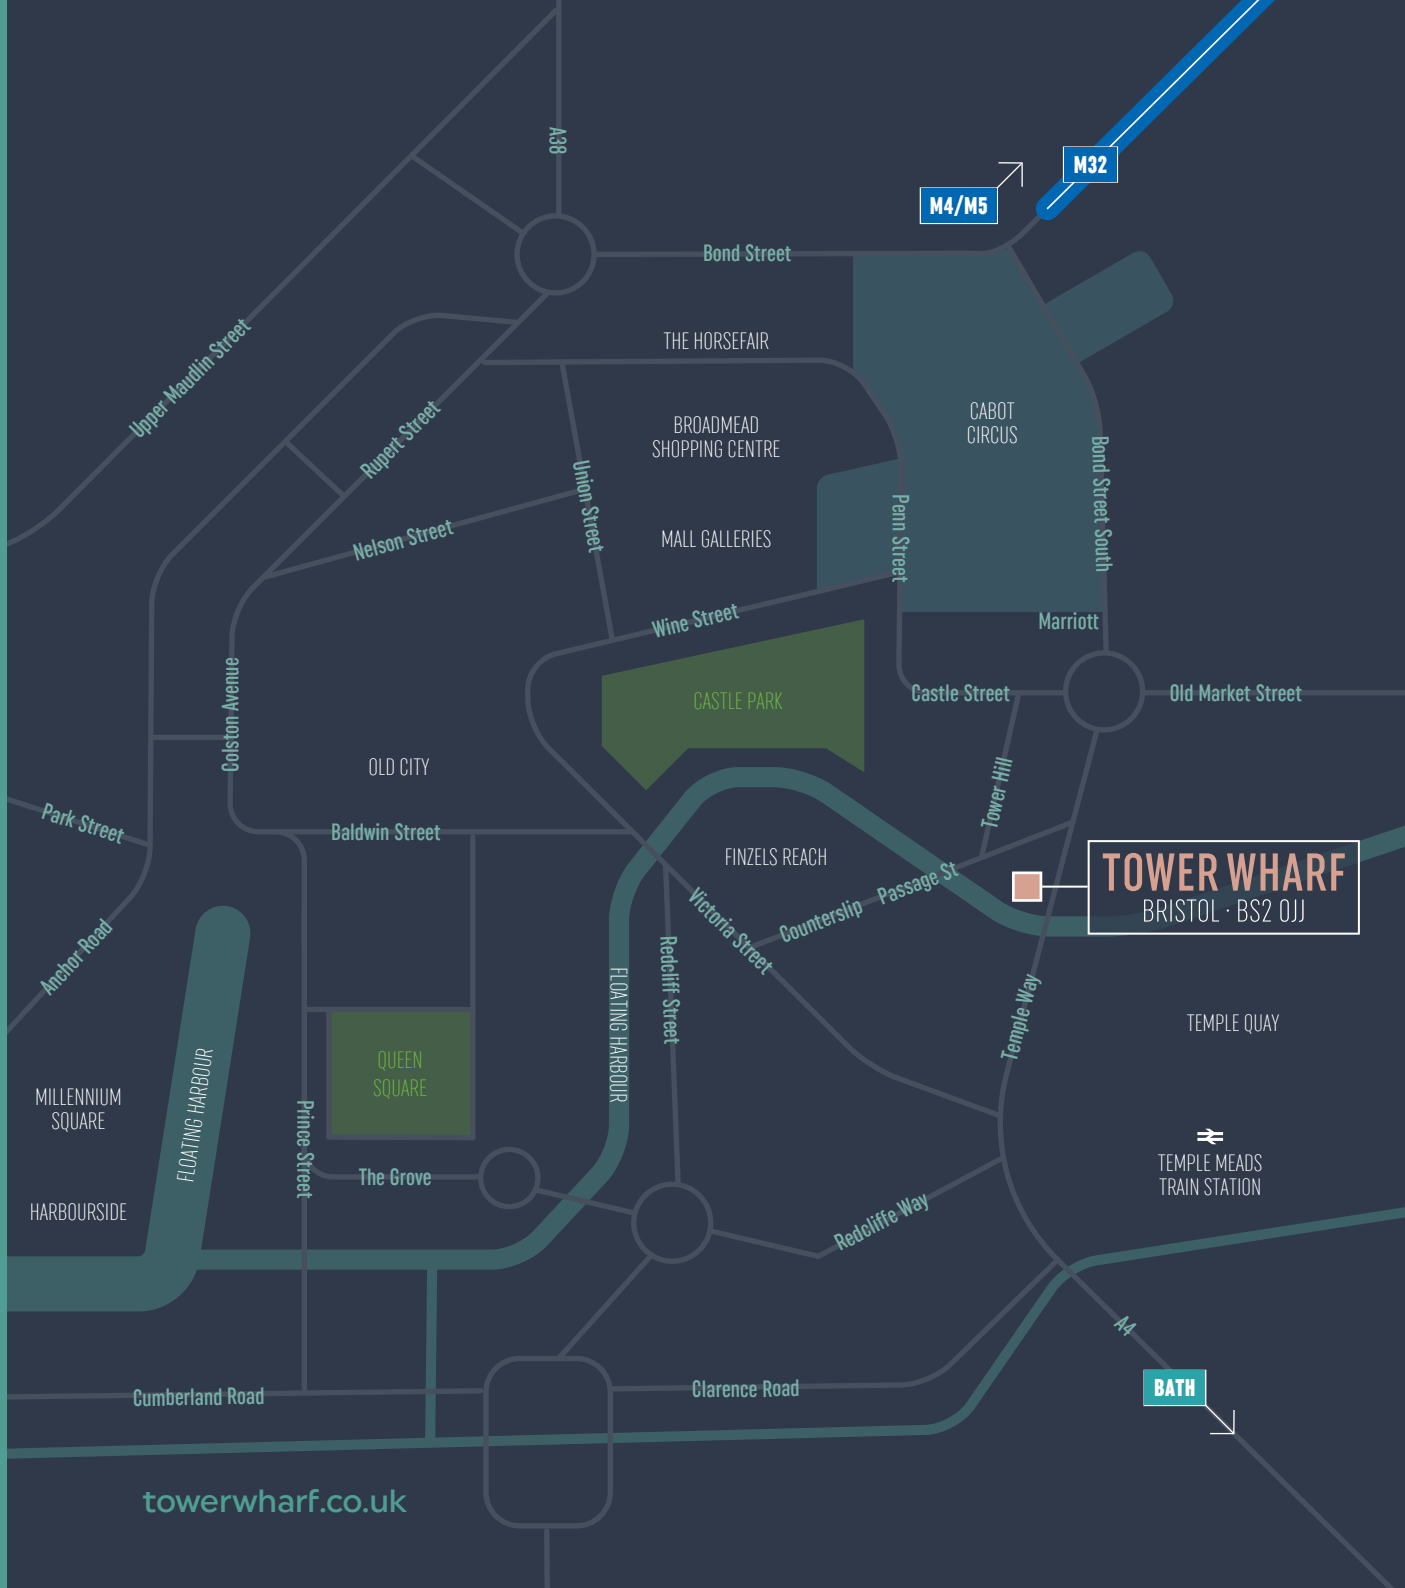 A38
M32
M4/M5
Bond Street
Upper Maudlin Street
THE HORSEFAIR
CABOT
CIRCUS
Rupert Street
BROADMEAD
SHOPPING CENTRE
Bond Street South
Union Street
Nelson Street
MALL GALLERIES
Penn Street
Wine Street
Marriott
Colston Avenue
CASTLE PARK
Castle Street
Old Market Street
OLD CITY
Tower Hill
Park Street
Baldwin Street
FINZELS REACH
TOWER WHARF
BRISTOL · BS2 0JJ
Passage St
Counterslip
Victoria Street
Anchor Road
Redcliff Street
FLOATING HARBOUR
Temple Way
TEMPLE QUAY
QUEEN
SQUARE
MILLENNIUM
SQUARE
FLOATING HARBOUR
Prince Street
TEMPLE MEADS
TRAIN STATION
The Grove
HARBOURSIDE
Redcliffe Way
A4
Cumberland Road
Clarence Road
BATH
towerwharf.co.uk